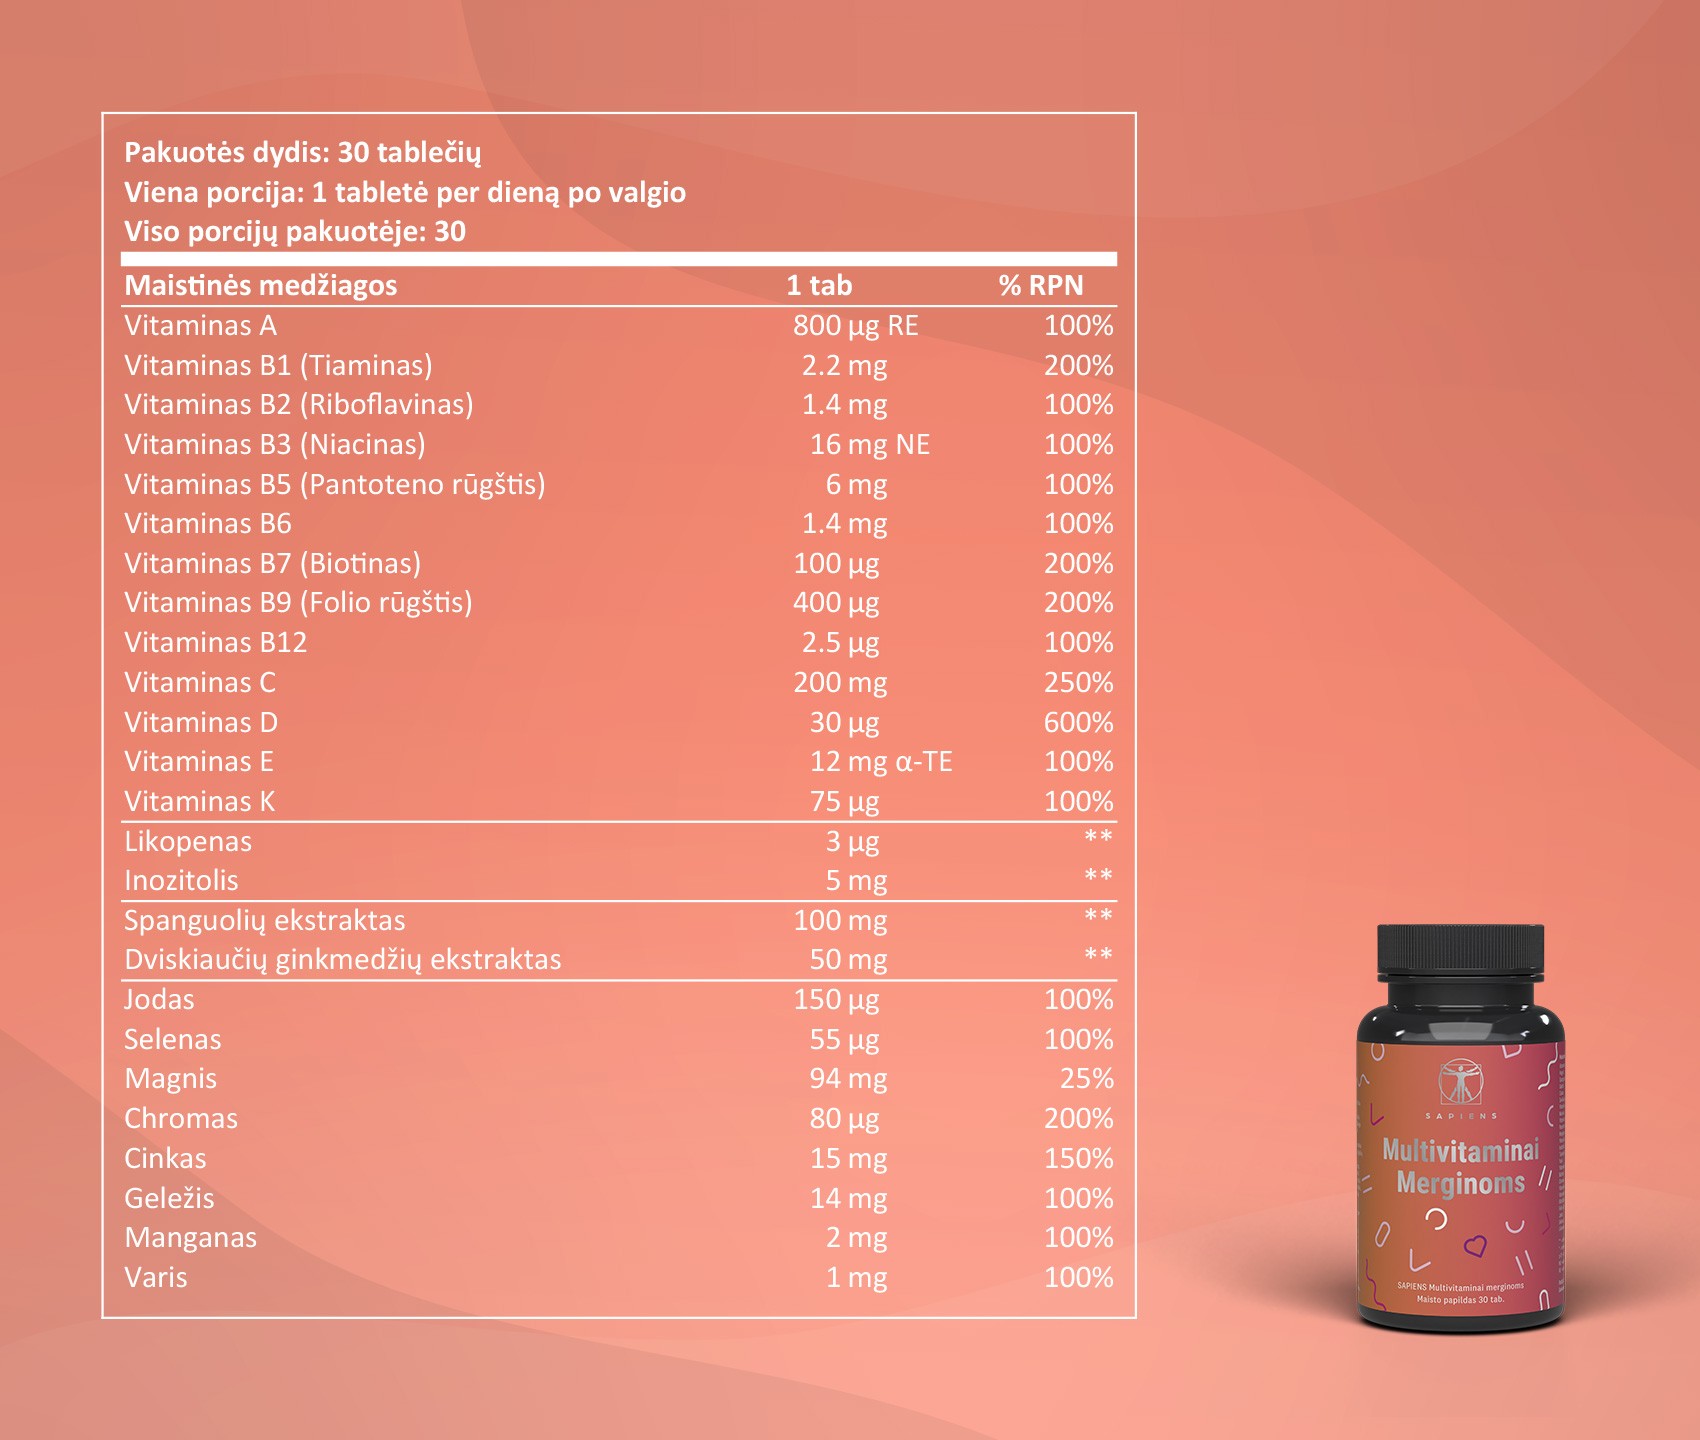 Pakuotės dydis: 30 tablečių
Viena porcija: 1 tabletė per dieną po valgio
Viso porcijų pakuotėje: 30
Maistinės medžiagos 1 tab % RPN
Vitaminas A 800 µg RE 100%
Vitaminas B1 (Tiaminas) 2.2 mg 200%
Vitaminas B2 (Riboflavinas) 1.4 mg 100%
Vitaminas B3 (Niacinas) 16 mg NE 100%
Vitaminas B5 (Pantoteno rūgštis) 6 mg 100%
Vitaminas B6 1.4 mg 100%
Vitaminas B7 (Biotinas) 100 µg 200%
Vitaminas B9 (Folio rūgštis) 400 µg 200%
Vitaminas B12 2.5 µg 100%
Vitaminas C 200 mg 250%
Vitaminas D 30 µg 600%
Vitaminas E 12 mg α-TE 100%
Vitaminas K 75 µg 100%
Likopenas 3 µg **
Inozitolis 5 mg **
Spanguolių ekstraktas 100 mg **
Dviskiaučių ginkmedžių ekstraktas 50 mg **
Jodas 150 µg 100%
Selenas 55 µg 100%
Magnis 94 mg 25%
Chromas 80 µg 200%
Cinkas 15 mg 150%
Geležis 14 mg 100%
Manganas 2 mg 100%
Varis 1 mg 100%
SAPIENS
Multivitaminai
Merginoms
SAPIENS Multivitaminai merginoms
Maisto papildas 30 tab.